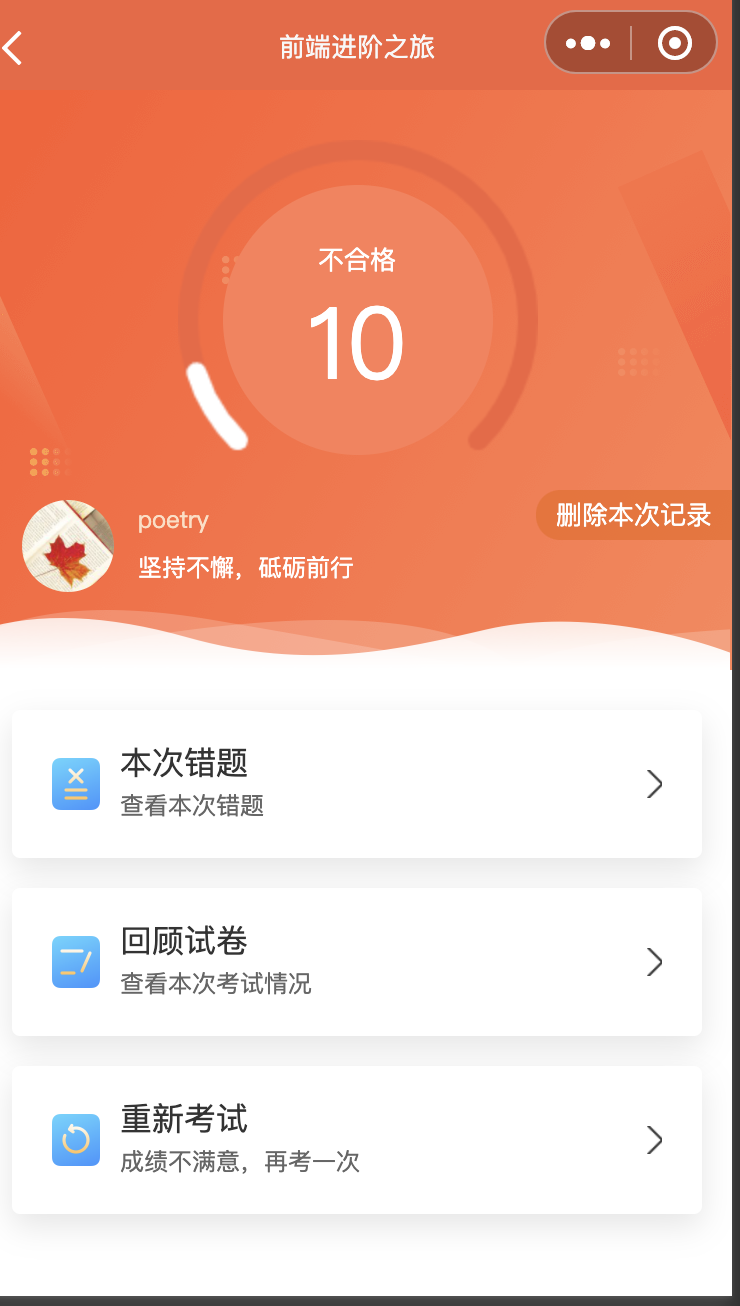 前端进阶之旅
不合格
10
删除本次记录
poetry
坚持不懈，砥砺前行
本次错题
查看本次错题
回顾试卷
查看本次考试情况
重新考试
成绩不满意，再考一次